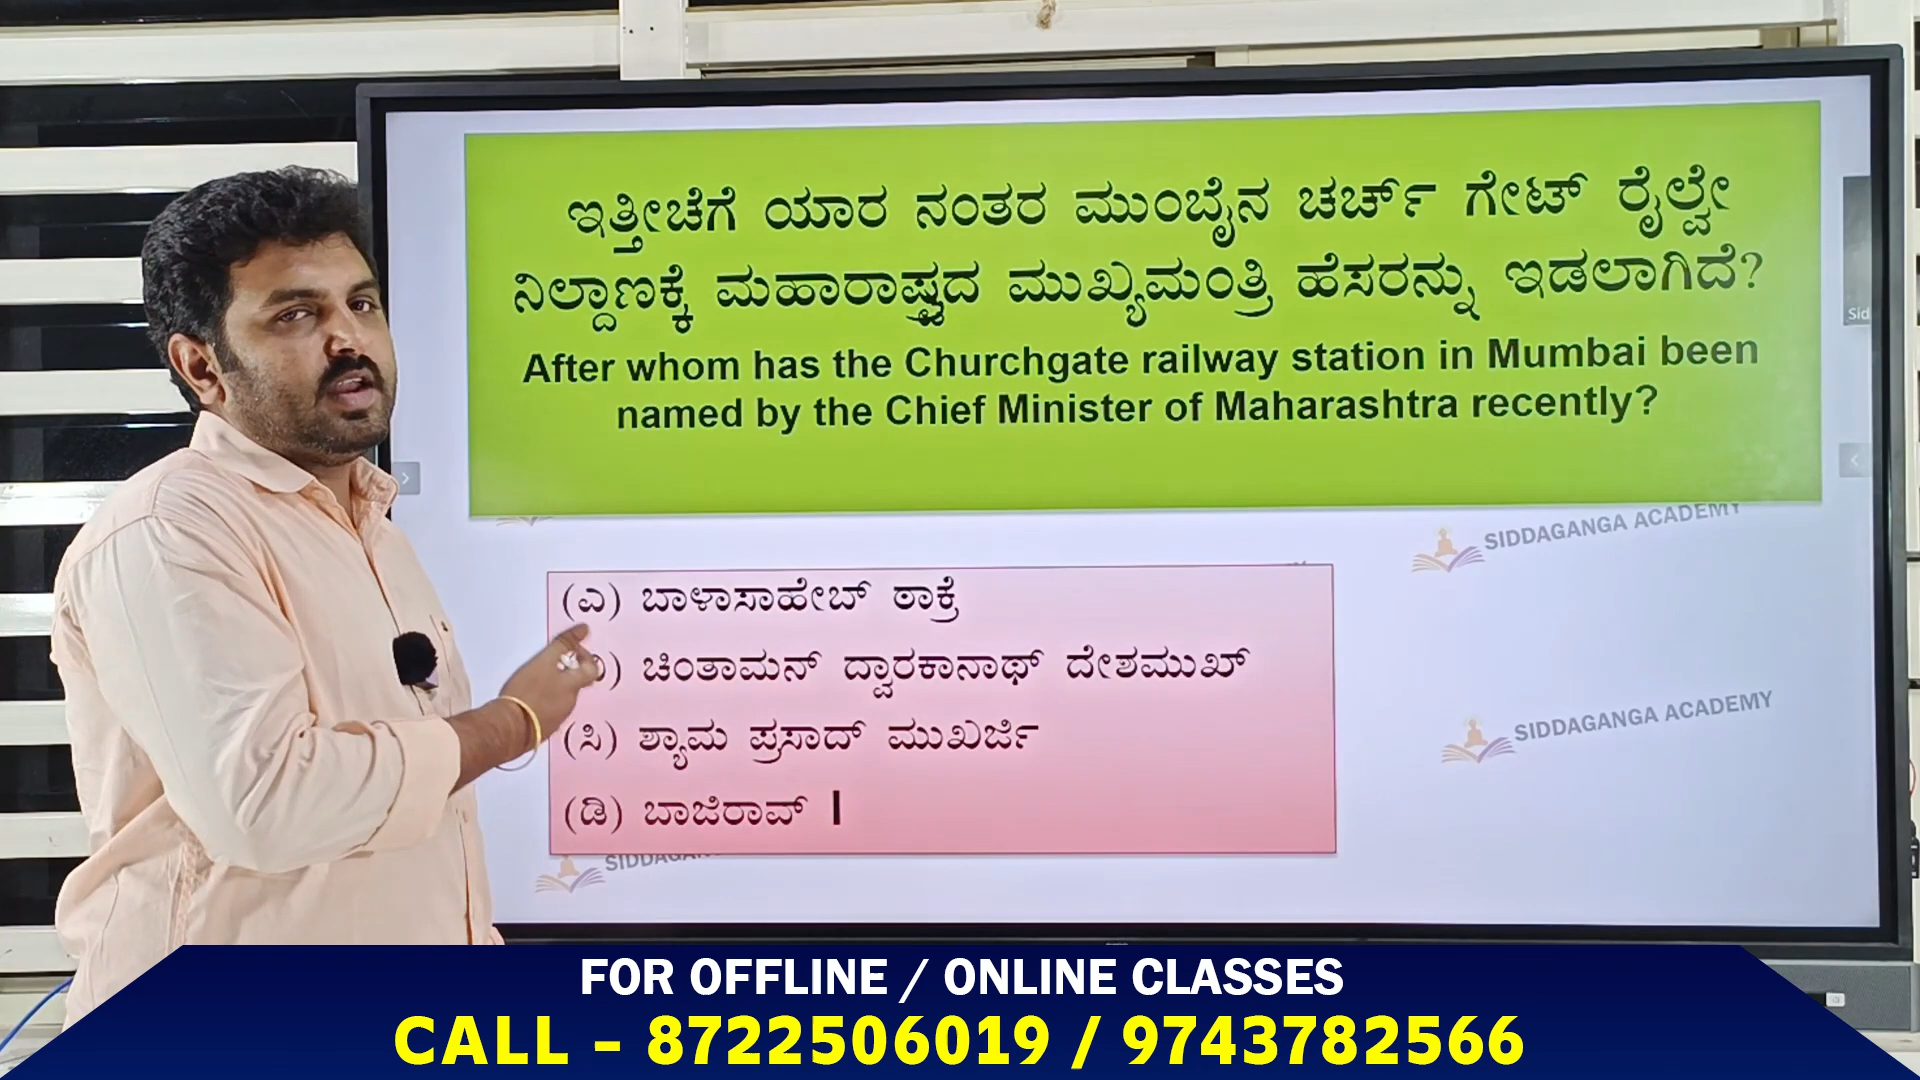 ಇತ್ತೀಚೆಗೆ ಯಾರ ನಂತರ ಮುಂಬೈನ ಚರ್ಚ್ ಗೇಟ್ ರೈಲ್ವೇ
ನಿಲ್ದಾಣಕ್ಕೆ ಮಹಾರಾಷ್ಟ್ರದ ಮುಖ್ಯಮಂತ್ರಿ ಹೆಸರನ್ನು ಇಡಲಾಗಿದೆ?
After whom has the Churchgate railway station in Mumbai been
named by the Chief Minister of Maharashtra recently?
Sid
SIDDAGANGA ACADEMY
(ಎ) ಬಾಳಾಸಾಹೇಬ್ ಠಾಕ್ರೆ
) ಚಿಂತಾಮನ್ ದ್ವಾರಕಾನಾಥ್ ದೇಶಮುಖ್
(ಸಿ) ಶ್ಯಾಮ ಪ್ರಸಾದ್ ಮುಖರ್ಜಿ
SIDDAGANGA ACADEMY
(ಡಿ) ಬಾಜಿರಾವ್ I
SIDDAGAN
FOR OFFLINE / ONLINE CLASSES
CALL - 8722506019 / 9743782566